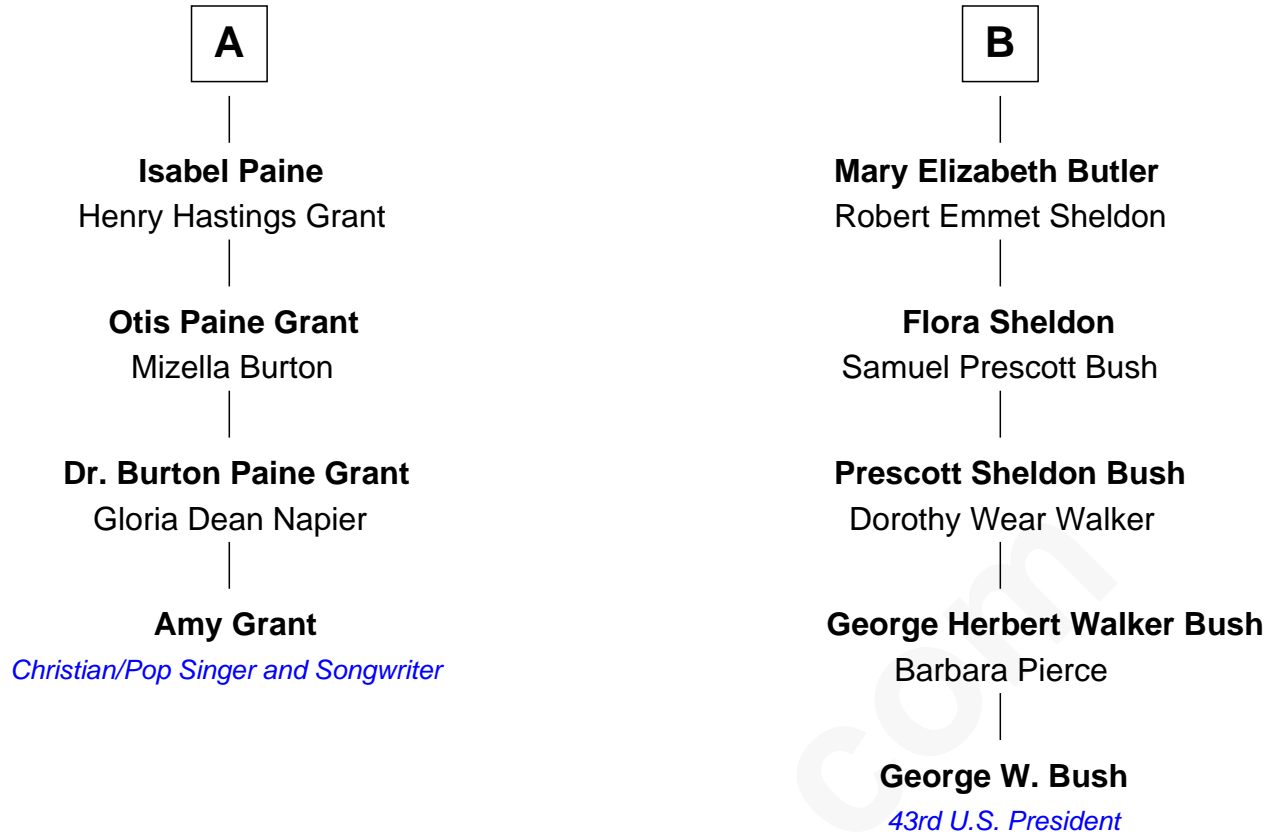 A
Isabel Paine
Henry Hastings Grant
Otis Paine Grant
Mizella Burton
Dr. Burton Paine Grant
Gloria Dean Napier
Amy Grant
Christian/Pop Singer and Songwriter
B
Mary Elizabeth Butler
Robert Emmet Sheldon
Flora Sheldon
Samuel Prescott Bush
Prescott Sheldon Bush
Dorothy Wear Walker
George Herbert Walker Bush
Barbara Pierce
George W. Bush
43rd U.S. President
com